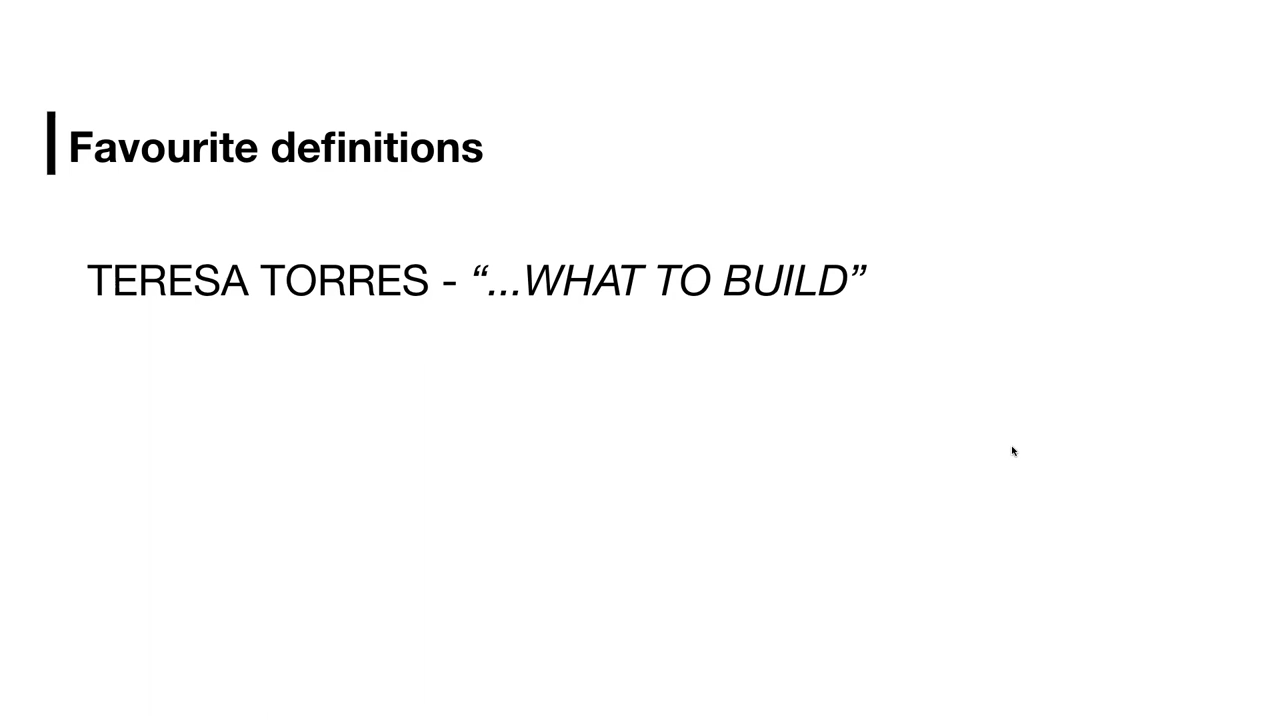 Favourite definitions
TERESA TORRES - “...WHAT TO BUILD”